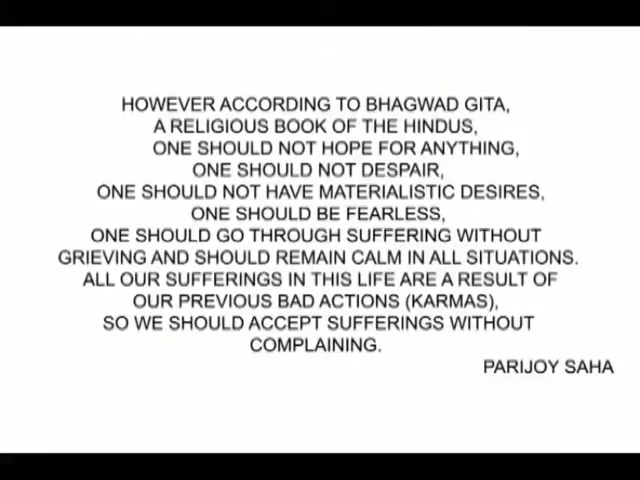 HOWEVER ACCORDING TO BHAGWAD GITA,
A RELIGIOUS BOOK OF THE HINDUS,
ONE SHOULD NOT HOPE FOR ANYTHING,
ONE SHOULD NOT DESPAIR,
ONE SHOULD NOT HAVE MATERIALISTIC DESIRES,
ONE SHOULD BE FEARLESS,
ONE SHOULD GO THROUGH SUFFERING WITHOUT
GRIEVING AND SHOULD REMAIN CALM IN ALL SITUATIONS.
ALL OUR SUFFERINGS IN THIS LIFE ARE A RESULT OF
OUR PREVIOUS BAD ACTIONS (KARMAS),
SO WE SHOULD ACCEPT SUFFERINGS WITHOUT
COMPLAINING.
PARIJOY SAHA